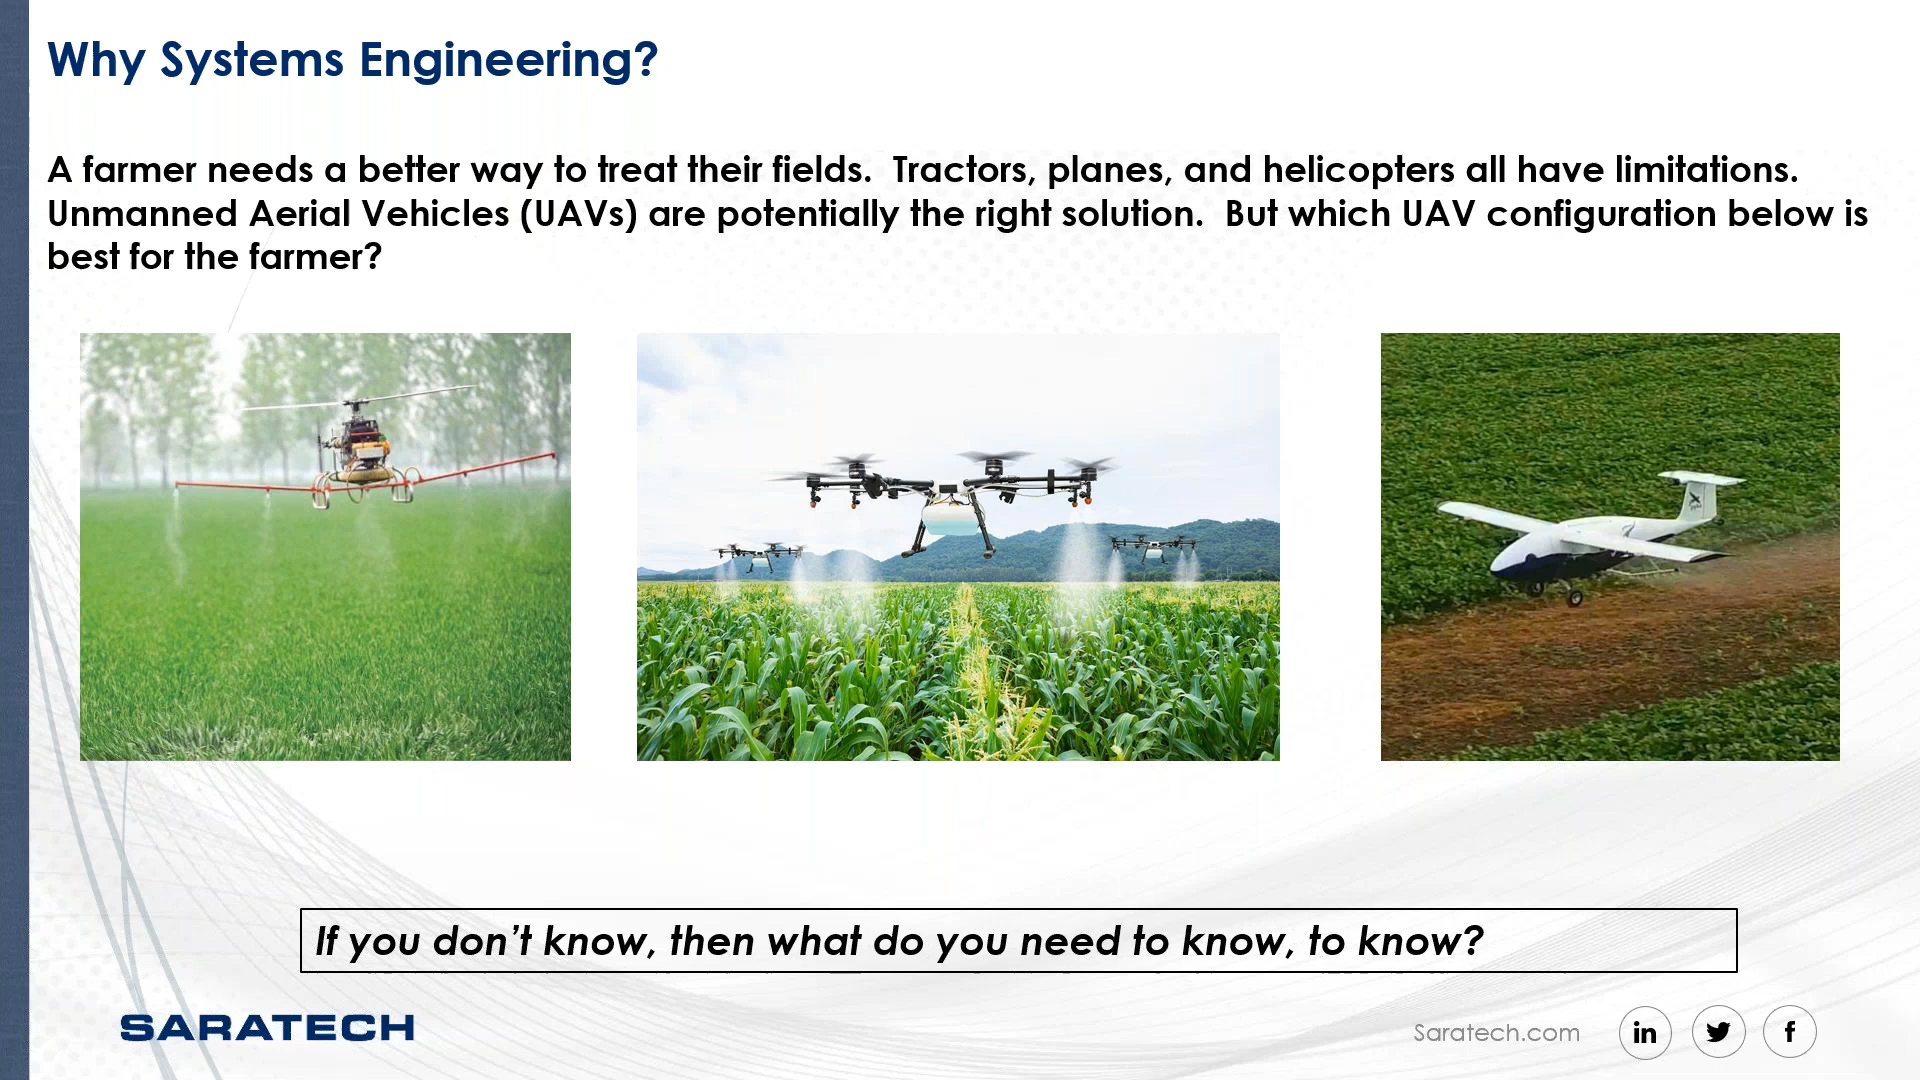 Why Systems Engineering?
A farmer needs a better way to treat their fields. Tractors, planes, and helicopters all have limitations.
Unmanned Aerial Vehicles (UAVs) are potentially the right solution. But which UAV configuration below is
best for the farmer?
If you don't know, then what do you need to know, to know?
SARATECH
Saratech.com
in
f